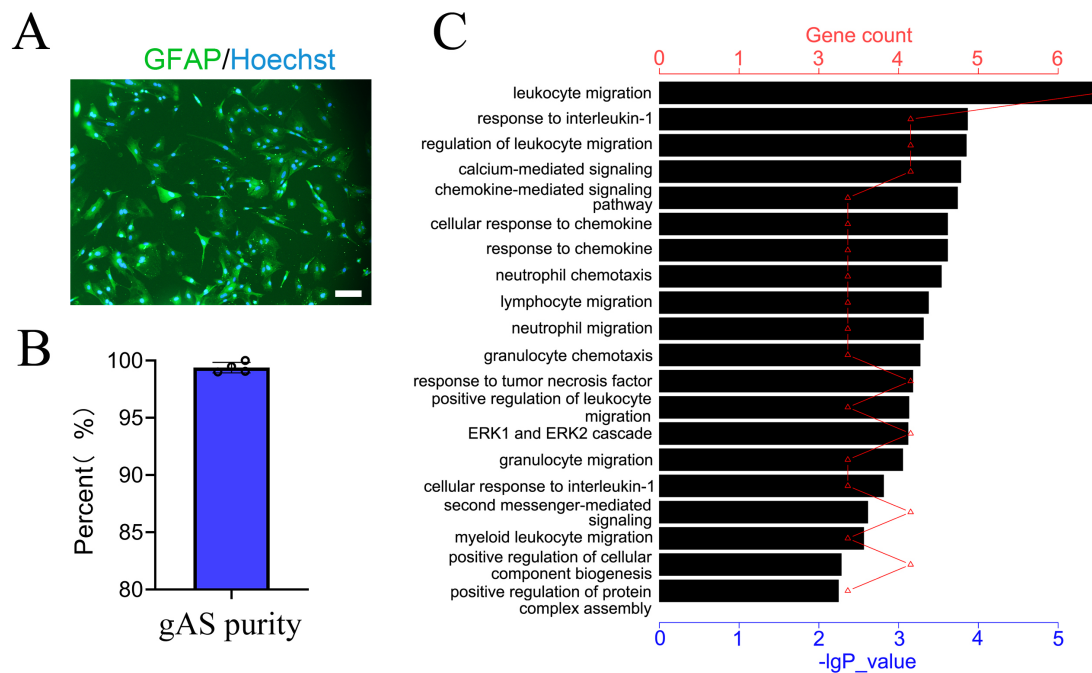 A
GFAP/Hoechst
B
100
95
90
85
80
Percent( %)
gAS purity
C
Gene count
0 1 2 3 4 5 6
leukocyte migration
response to interleukin-1
regulation of leukocyte migration
calcium-mediated signaling
chemokine-mediated signaling
pathway
cellular response to chemokine
response to chemokine
neutrophil chemotaxis
lymphocyte migration
neutrophil migration
granulocyte chemotaxis
response to tumor necrosis factor
positive regulation of leukocyte
migration
ERK1 and ERK2 cascade
granulocyte migration
cellular response to interleukin-1
second messenger-mediated
signaling
myeloid leukocyte migration
positive regulation of cellular
component biogenesis
positive regulation of protein
complex assembly
0 1 2 3 4 5
-lgP_value